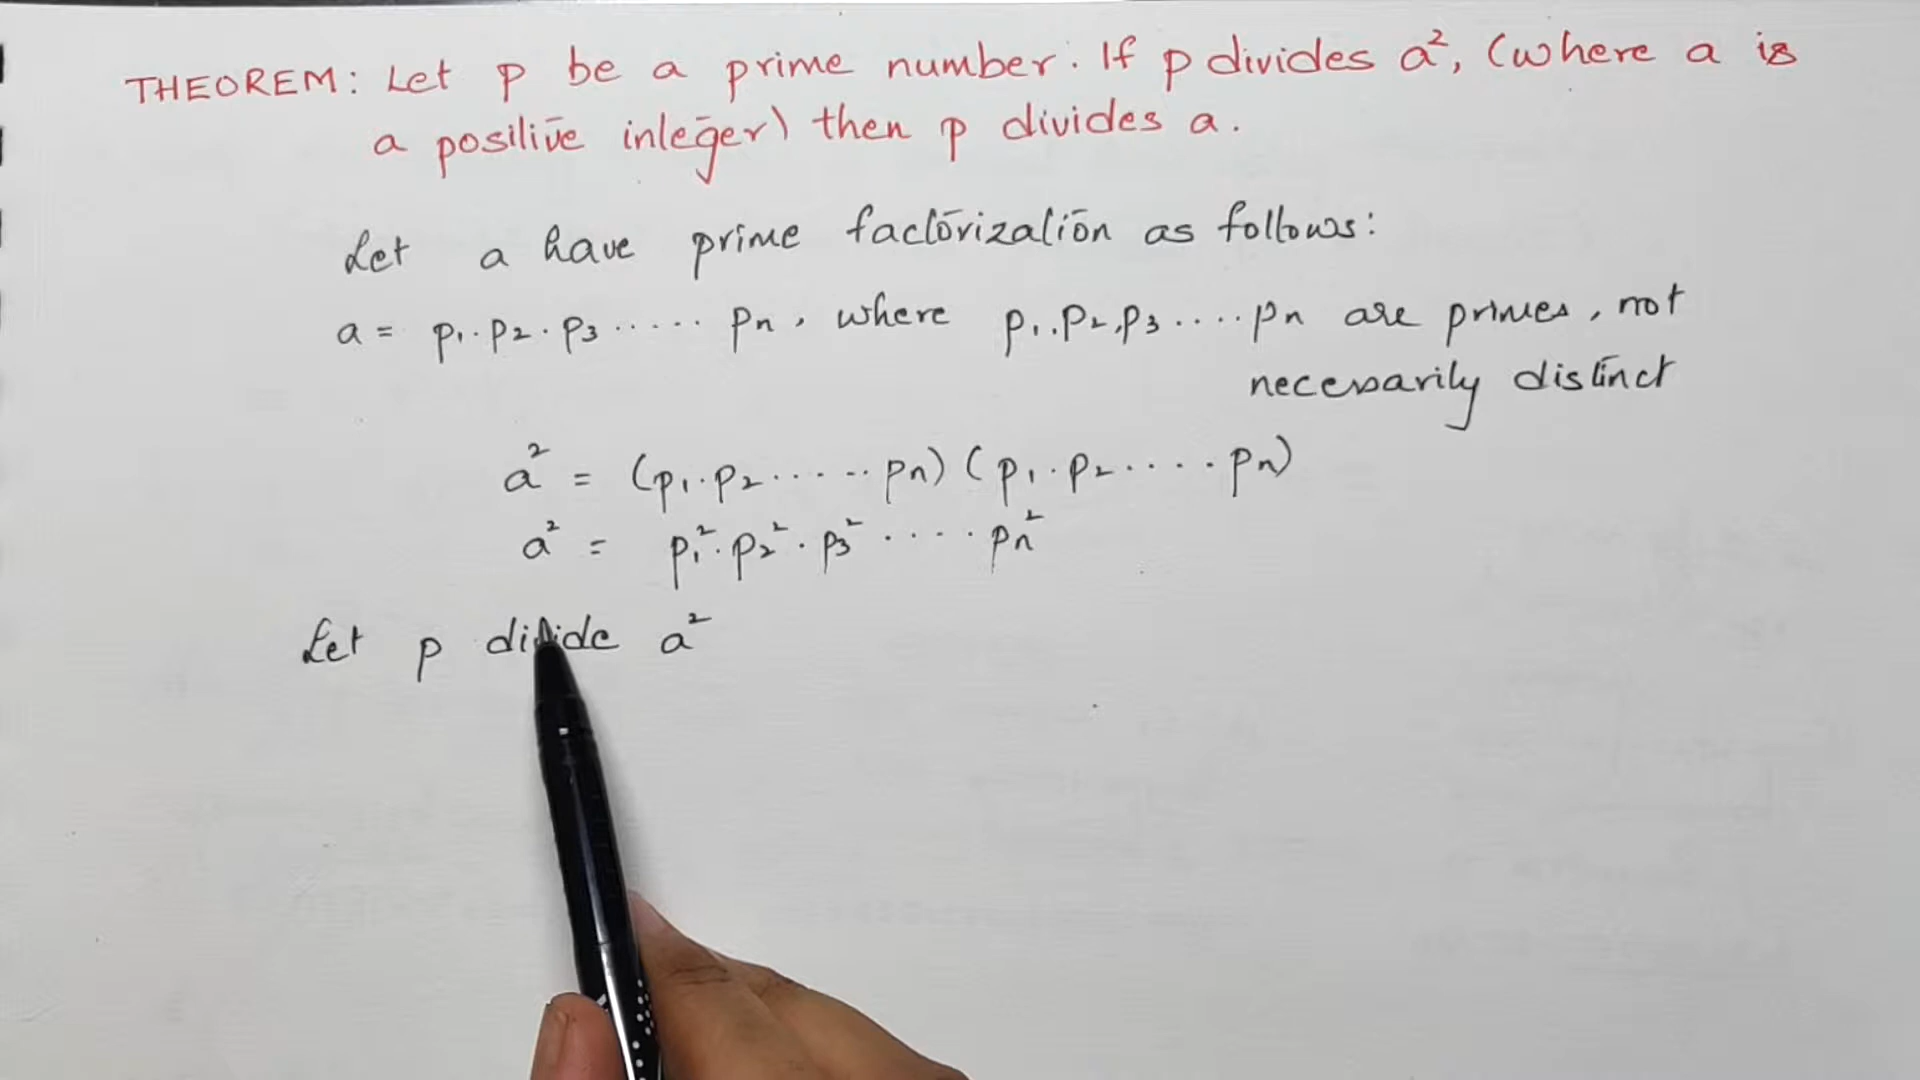 THEOREM: Let p be a prime number. If p divides a², (where a is
a positive integer) then p divides a.
Let a have prime factorization as follows:
a = p₁.p₂.p₃ ...... pₙ, where p₁,.p₂,p₃ .... pₙ are primes, not
necessarily distinct
a² = (p₁.p₂ ...... pₙ) (p₁.p₂ ..... pₙ)
a² = p₁².p₂².p₃² ..... pₙ²
Let p divide a²